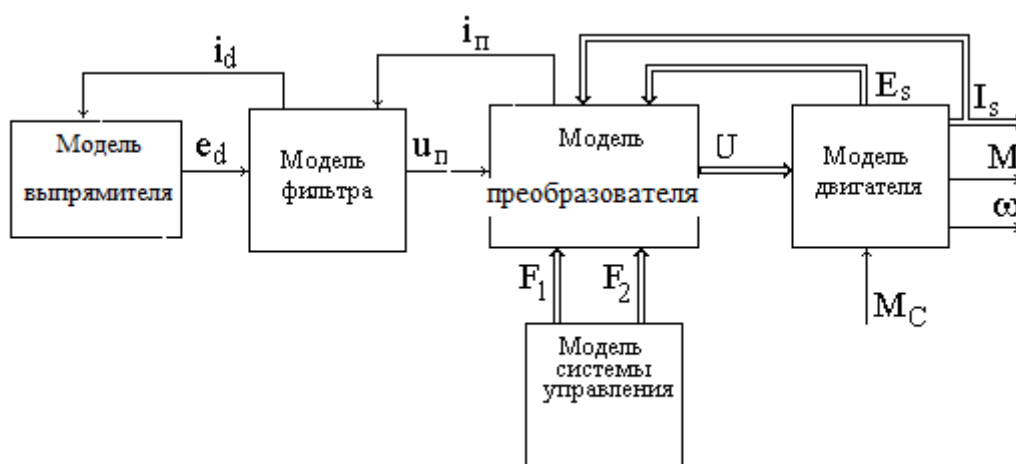 i_d
i_п
E_s
I_s
Модель
выпрямителя
e_d
Модель
фильтра
u_п
Модель
преобразователя
U
Модель
двигателя
M
ω
F_1
F_2
M_C
Модель
системы
управления